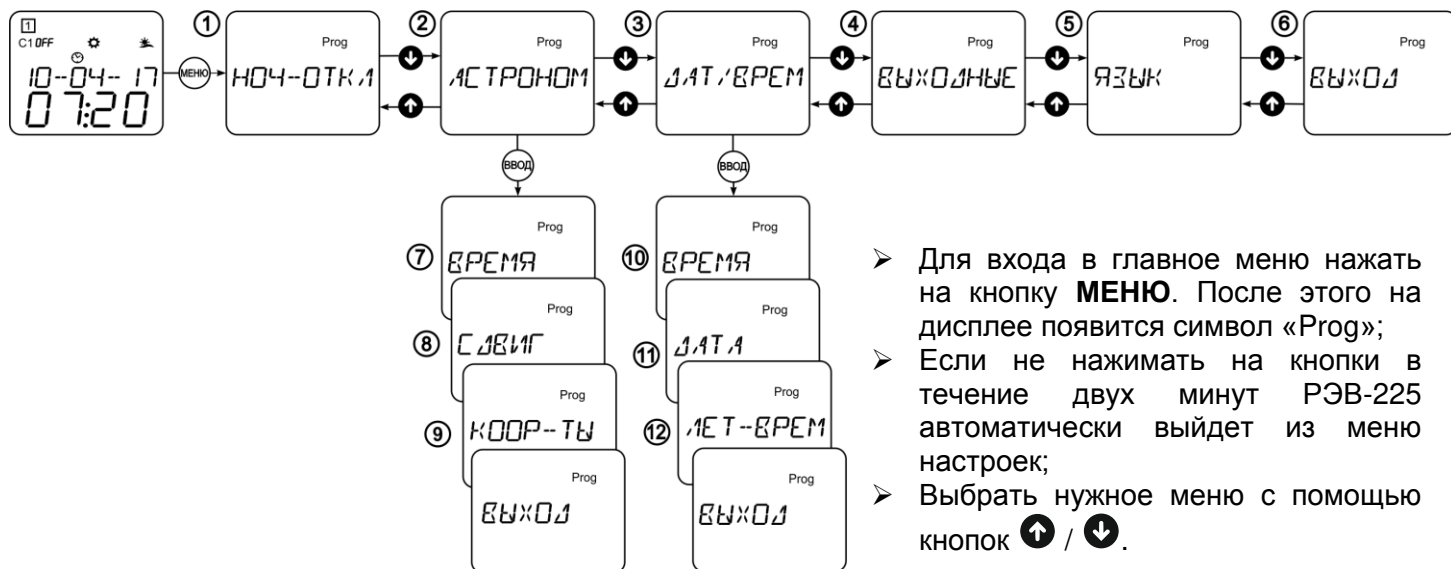 ① ② ③ ④ ⑤ ⑥
1
C1 OFF
10--04--17
07:20
МЕНЮ
Prog
НОЧ-ОТКЛ
Prog
АСТРОНОМ
Prog
ДАТ/ВРЕМ
Prog
ВЫХОДНЫЕ
Prog
ЯЗЫК
Prog
ВЫХОД
ВВОД
ВВОД
Prog
⑦ ВРЕМЯ
Prog
⑧ СДВИГ
Prog
⑨ КООР-ТЫ
Prog
ВЫХОД
Prog
⑩ ВРЕМЯ
Prog
⑪ ДАТА
Prog
⑫ ЛЕТ-ВРЕМ
Prog
ВЫХОД
➢ Для входа в главное меню нажать
на кнопку МЕНЮ. После этого на
дисплее появится символ «Prog»;
➢ Если не нажимать на кнопки в
течение двух минут РЭВ-225
автоматически выйдет из меню
настроек;
➢ Выбрать нужное меню с помощью
кнопок ↑ / ↓.